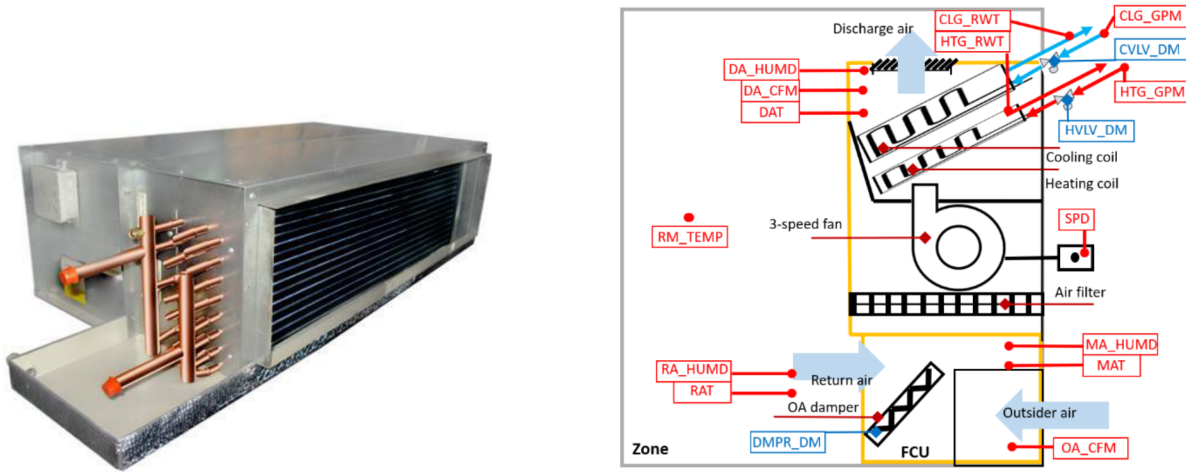 Discharge air
CLG_RWT
CLG_GPM
HTG_RWT
CVLV_DM
DA_HUMD
DA_CFM
HTG_GPM
DAT
HVLV_DM
Cooling coil
Heating coil
RM_TEMP
3-speed fan
SPD
Air filter
MA_HUMD
RA_HUMD
MAT
Return air
RAT
OA damper
Outsider air
DMPR_DM
Zone
FCU
OA_CFM